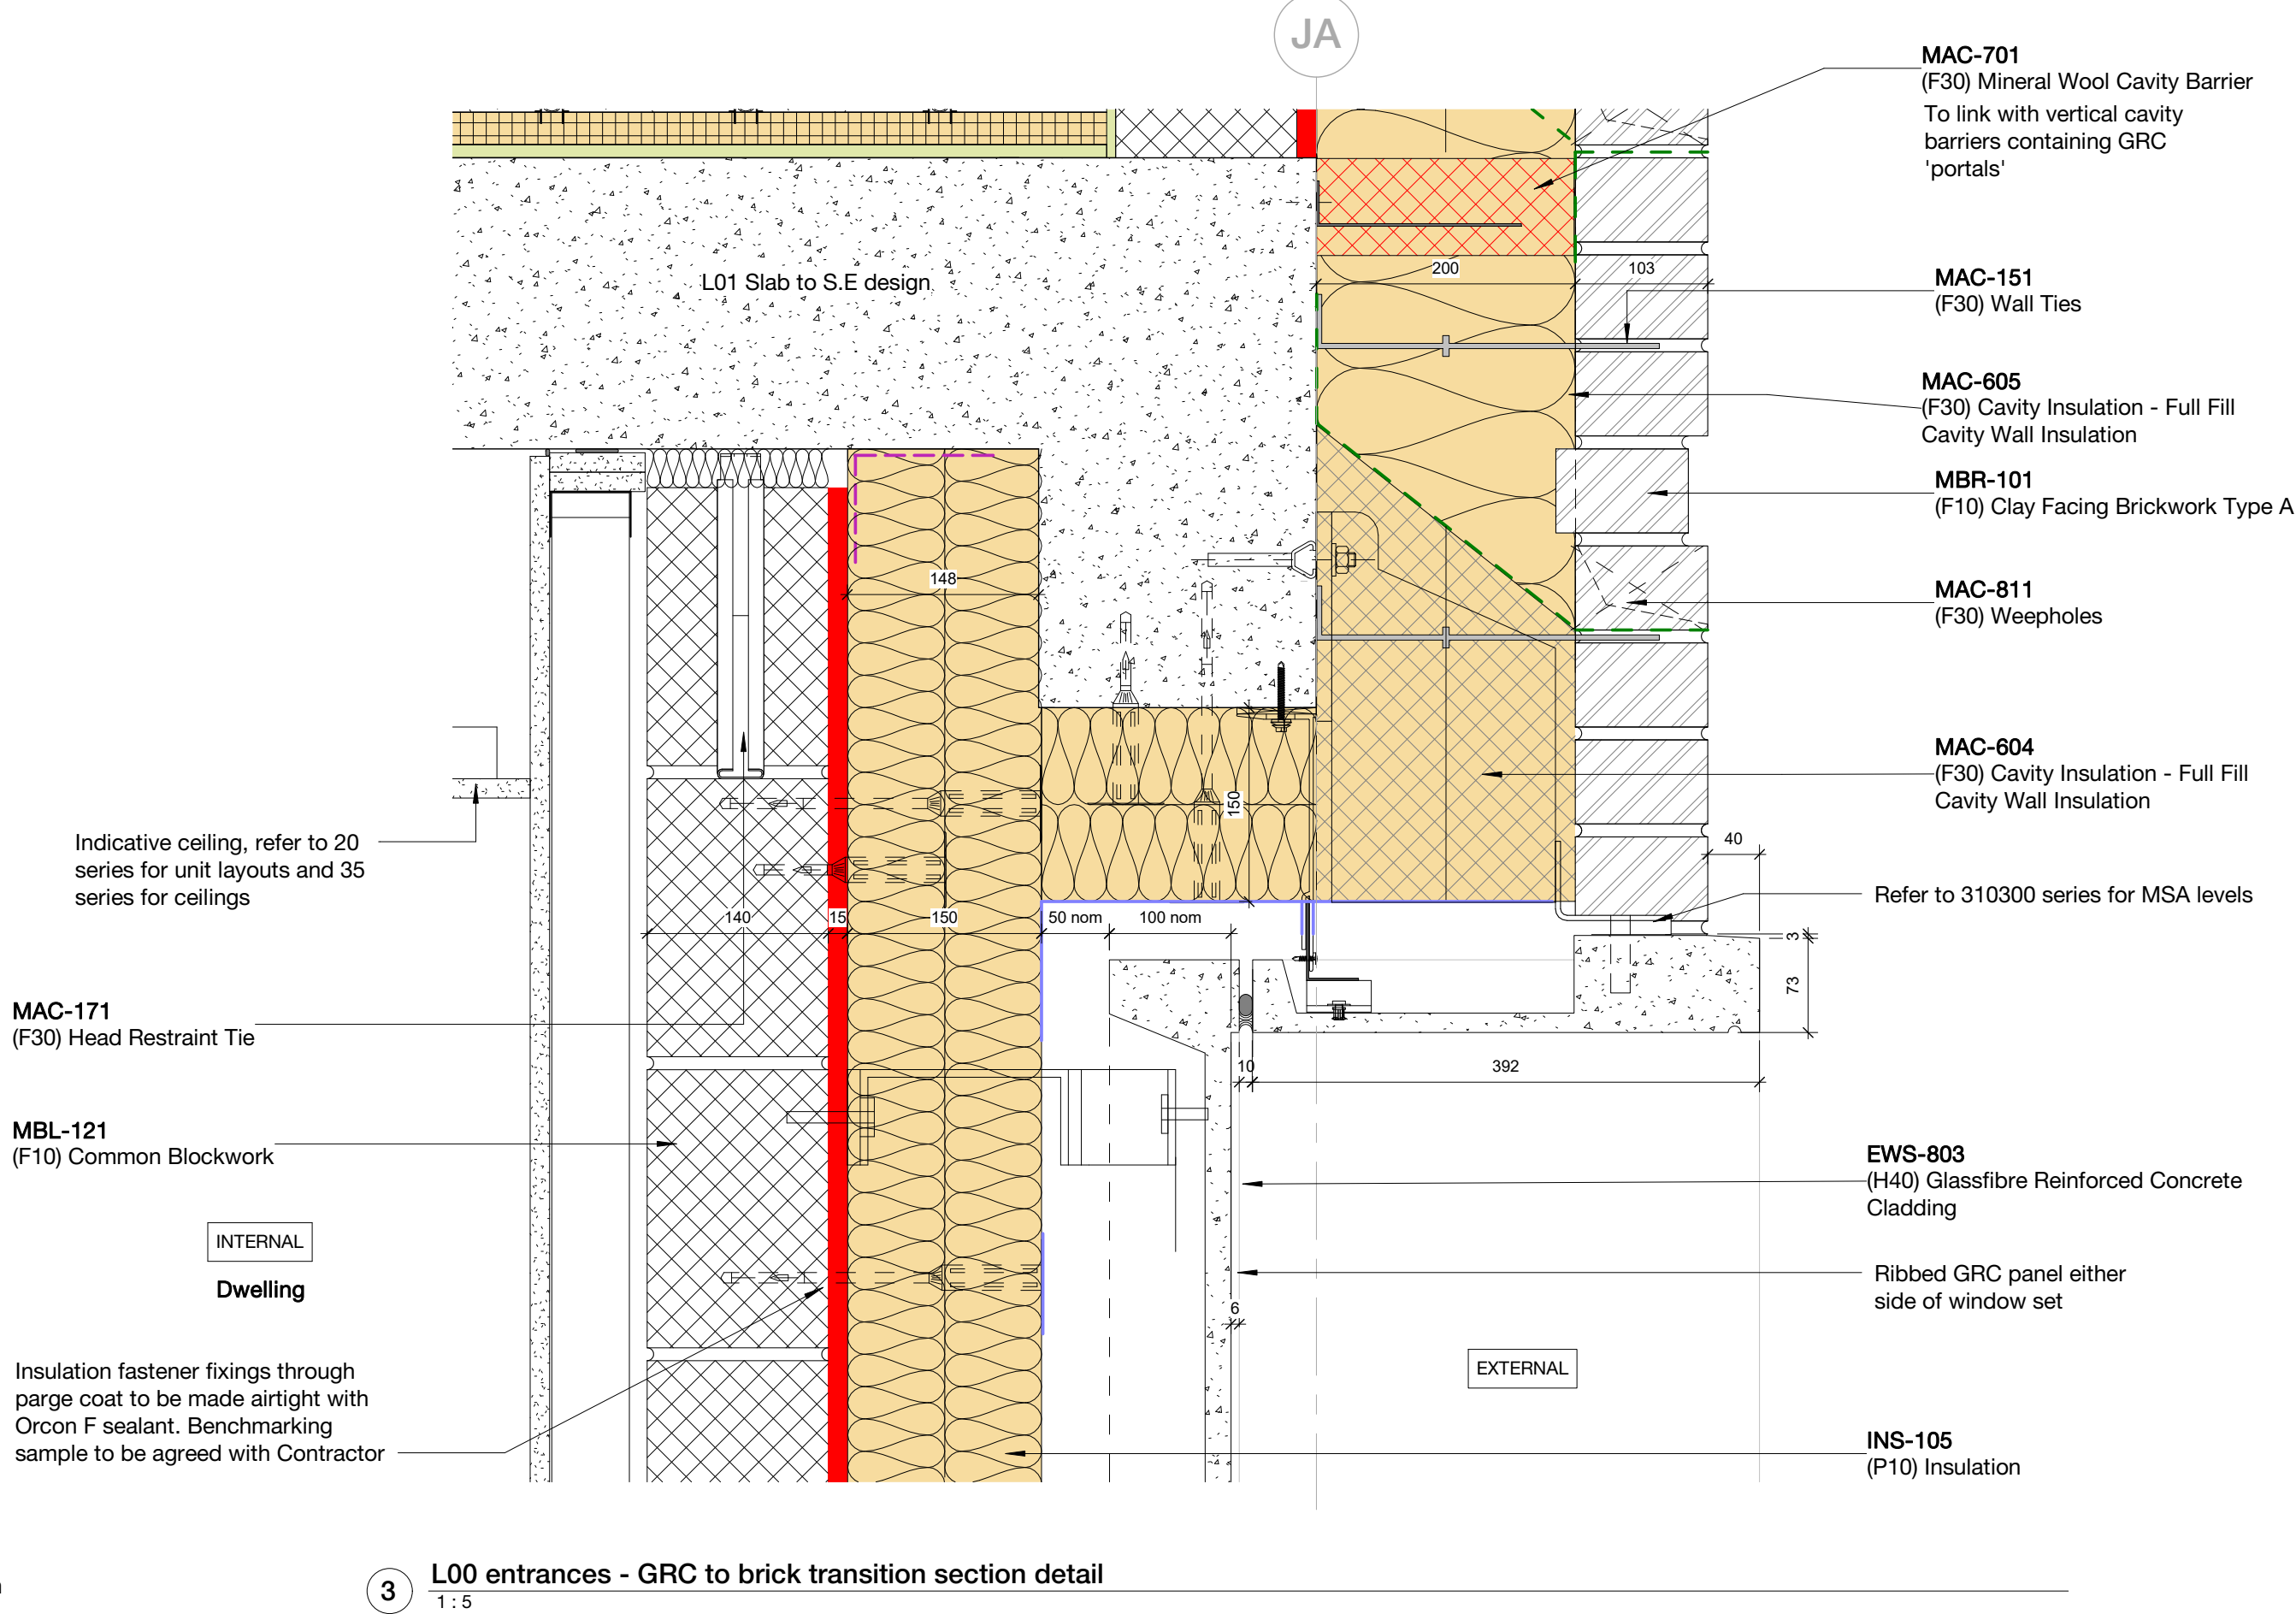 JA
MAC-701
(F30) Mineral Wool Cavity Barrier
To link with vertical cavity
barriers containing GRC
'portals'
L01 Slab to S.E design
200
103
MAC-151
(F30) Wall Ties
MAC-605
(F30) Cavity Insulation - Full Fill
Cavity Wall Insulation
MBR-101
(F10) Clay Facing Brickwork Type A
148
MAC-811
(F30) Weepholes
MAC-604
(F30) Cavity Insulation - Full Fill
Cavity Wall Insulation
150
40
Indicative ceiling, refer to 20
series for unit layouts and 35
series for ceilings
Refer to 310300 series for MSA levels
140
15
150
50 nom
100 nom
3
73
MAC-171
(F30) Head Restraint Tie
10
392
MBL-121
(F10) Common Blockwork
EWS-803
(H40) Glassfibre Reinforced Concrete
Cladding
INTERNAL
Dwelling
Ribbed GRC panel either
side of window set
6
EXTERNAL
Insulation fastener fixings through
parge coat to be made airtight with
Orcon F sealant. Benchmarking
sample to be agreed with Contractor
INS-105
(P10) Insulation
3
L00 entrances - GRC to brick transition section detail
1 : 5